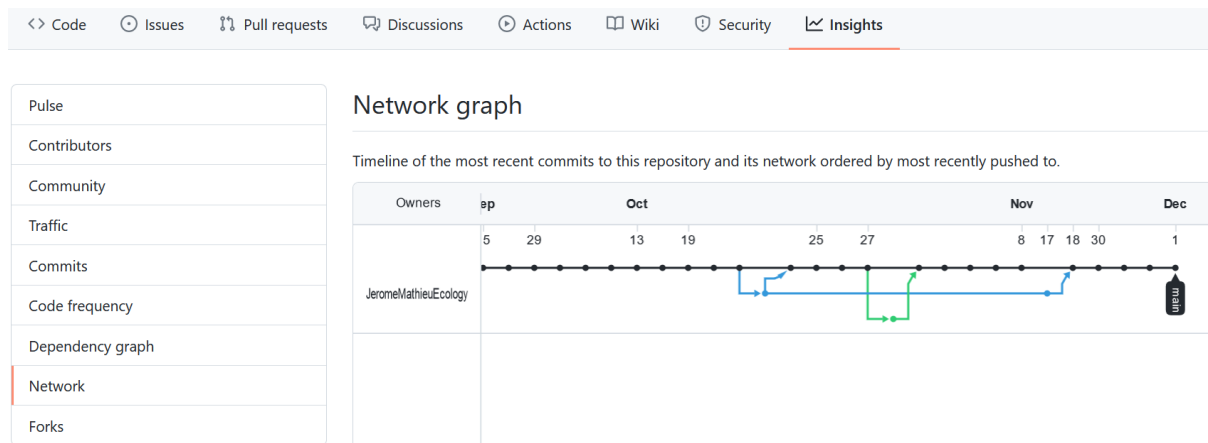 Code Issues Pull requests Discussions Actions Wiki Security Insights
Pulse
Contributors
Community
Traffic
Commits
Code frequency
Dependency graph
Network
Forks
Network graph
Timeline of the most recent commits to this repository and its network ordered by most recently pushed to.
Owners ep Oct Nov Dec
5 29 13 19 25 27 8 17 18 30 1
JeromeMathieuEcology
main